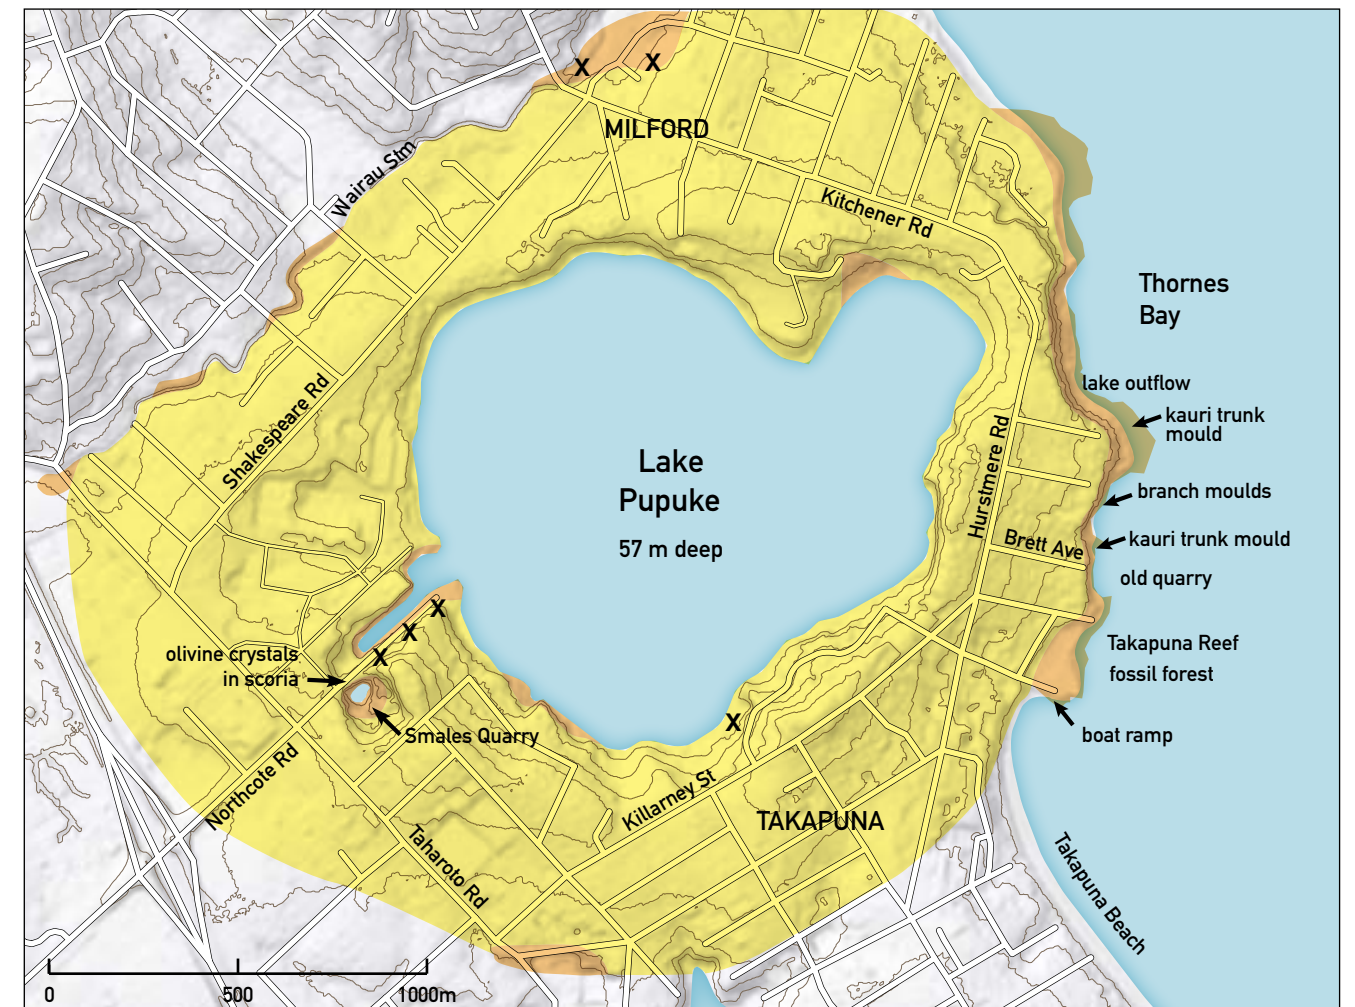 X
X
MILFORD
Wairau Stm
Kitchener Rd
Thornes
Bay
lake outflow
kauri trunk
mould
Shakespeare Rd
Lake
Pupuke
57 m deep
Hurstmere Rd
branch moulds
Brett Ave
kauri trunk mould
old quarry
X
X
X
olivine crystals
in scoria
Takapuna Reef
fossil forest
Smales Quarry
X
boat ramp
Northcote Rd
Killarney St
TAKAPUNA
Taharoto Rd
Takapuna Beach
0
500
1000m